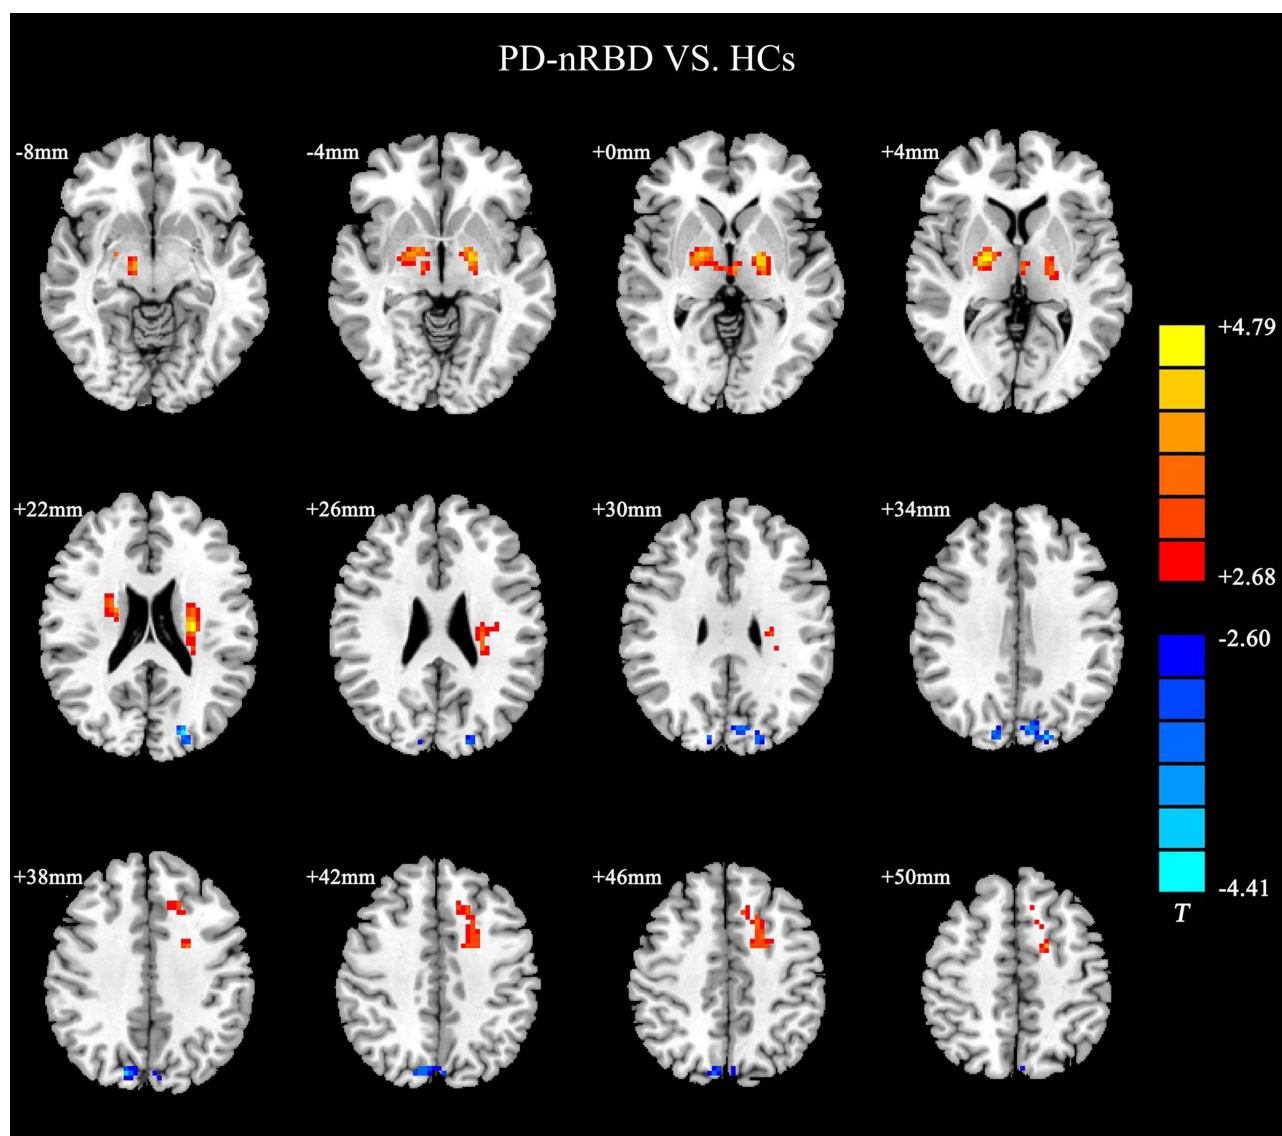 PD-nRBD VS. HCs
-8mm
-4mm
+0mm
+4mm
+4.79
+22mm
+26mm
+30mm
+34mm
+2.68
-2.60
+38mm
+42mm
+46mm
+50mm
-4.41
T